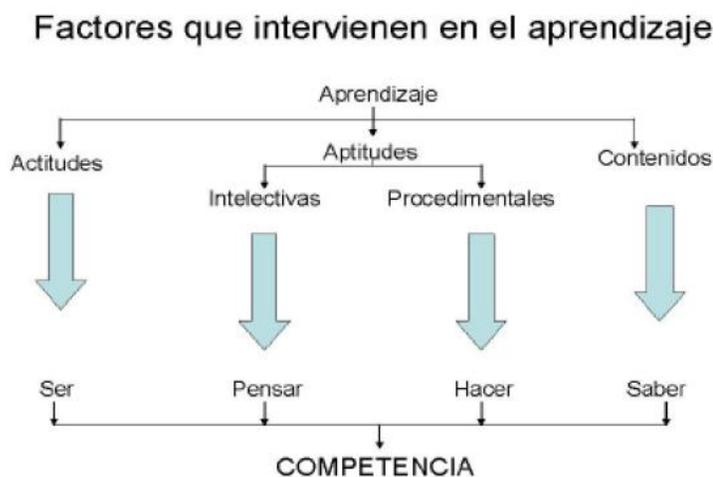 Factores que intervienen en el aprendizaje
Aprendizaje
Actitudes
Aptitudes
Contenidos
Intelectivas
Procedimentales
Ser
Pensar
Hacer
Saber
COMPETENCIA